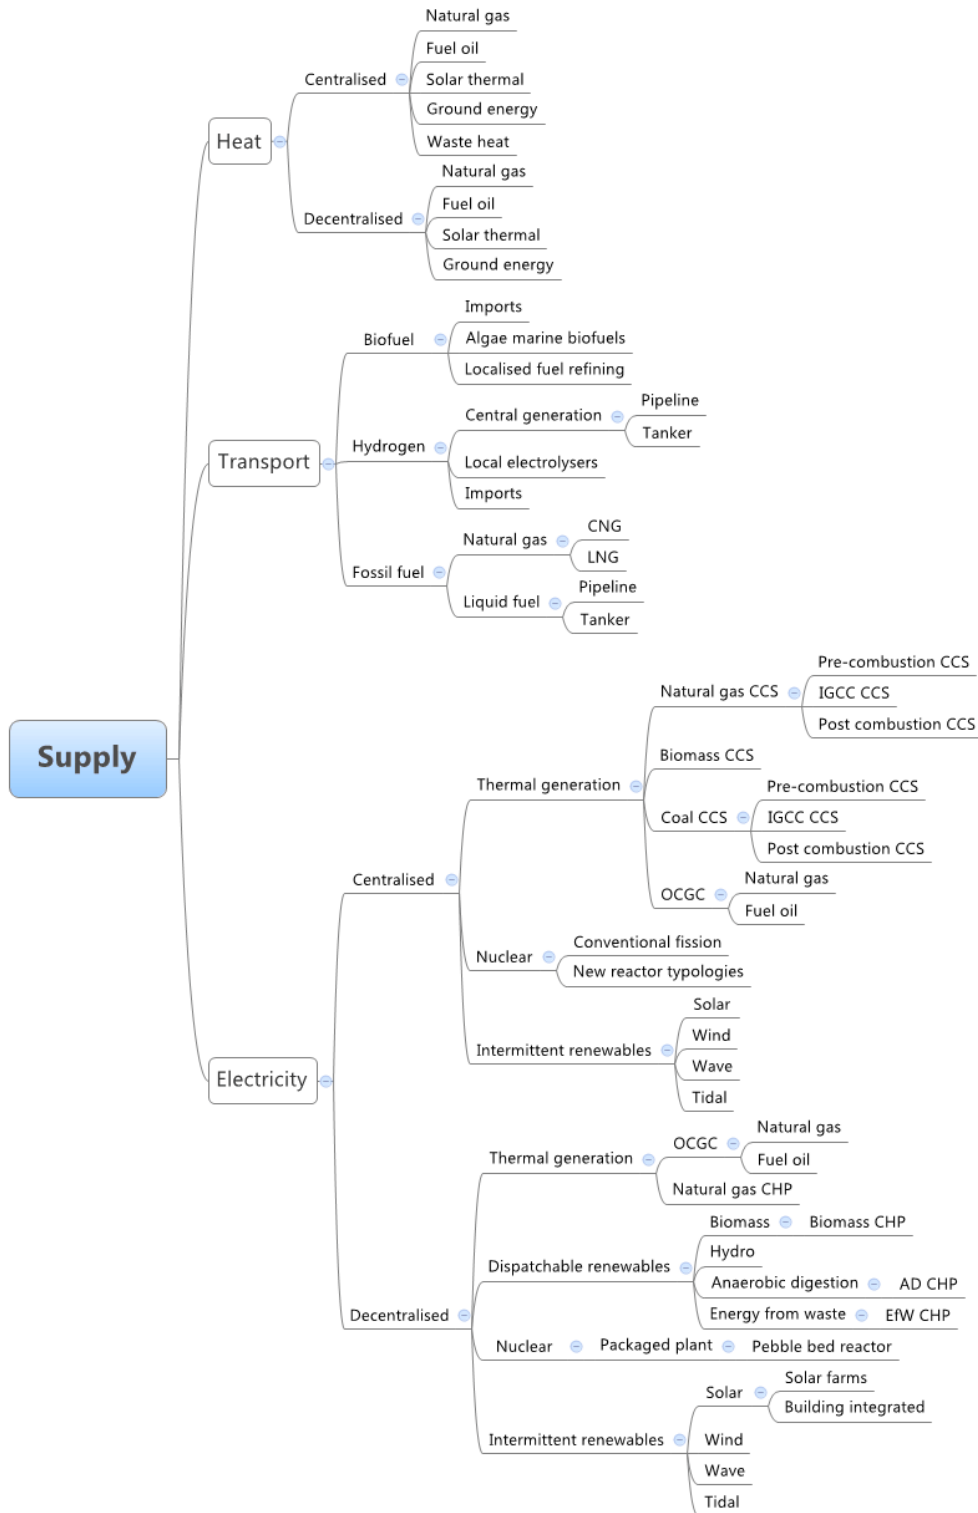 Supply
Heat
Centralised
Natural gas
Fuel oil
Solar thermal
Ground energy
Waste heat
Decentralised
Natural gas
Fuel oil
Solar thermal
Ground energy
Transport
Biofuel
Imports
Algae marine biofuels
Localised fuel refining
Hydrogen
Central generation
Pipeline
Tanker
Local electrolysers
Imports
Fossil fuel
Natural gas
CNG
LNG
Liquid fuel
Pipeline
Tanker
Electricity
Centralised
Thermal generation
Natural gas CCS
Pre-combustion CCS
IGCC CCS
Post combustion CCS
Biomass CCS
Coal CCS
Pre-combustion CCS
IGCC CCS
Post combustion CCS
OCGC
Natural gas
Fuel oil
Nuclear
Conventional fission
New reactor typologies
Intermittent renewables
Solar
Wind
Wave
Tidal
Decentralised
Thermal generation
OCGC
Natural gas
Fuel oil
Natural gas CHP
Dispatchable renewables
Biomass
Biomass CHP
Hydro
Anaerobic digestion
AD CHP
Energy from waste
EfW CHP
Nuclear
Packaged plant
Pebble bed reactor
Intermittent renewables
Solar
Solar farms
Building integrated
Wind
Wave
Tidal